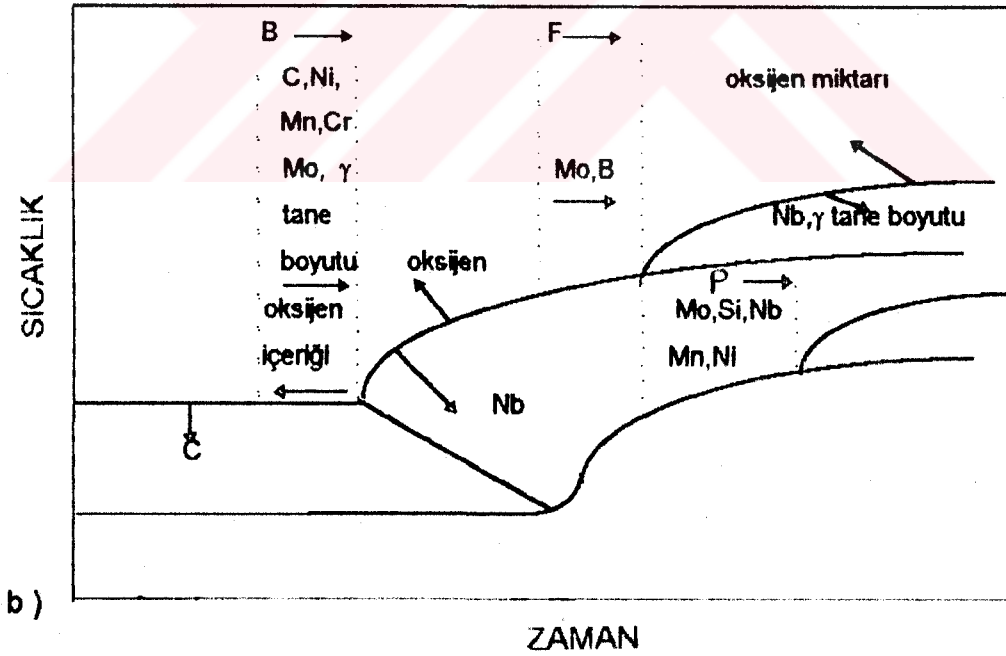 B
C,Ni,
Mn,Cr
Mo, γ
tane
boyutu
oksijen
içeriği
F
Mo,B
oksijen miktarı
Nb,γ tane boyutu
oksijen
P
Mo,Si,Nb
Mn,Ni
Nb
C
SICAKLIK
b )
ZAMAN